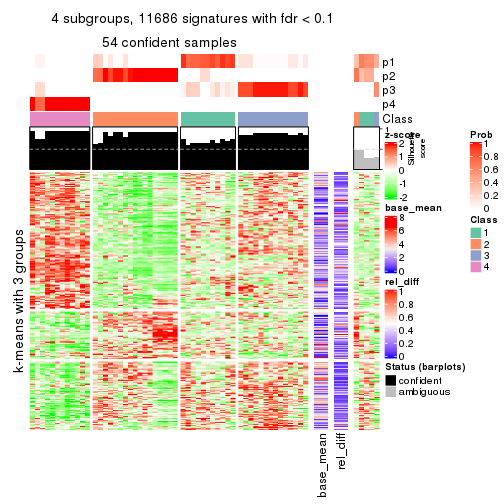 4 subgroups, 11686 signatures with fdr < 0.1
54 confident samples
p1
p2
p3
p4
Class
1
Silhouette
score
k-means with 3 groups
base_mean
rel_diff
z-score
2
1
0
-1
-2
base_mean
8
6
4
2
0
rel_diff
1
0.8
0.6
0.4
0.2
0
Status (barplots)
confident
ambiguous
Prob
1
0.8
0.6
0.4
0.2
0
Class
1
2
3
4